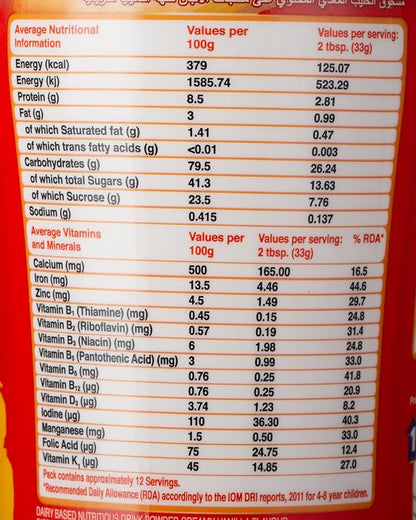 Average Nutritional Information Values per 100g Values per serving: 2 tbsp. (33g)
Energy (kcal) 379 125.07
Energy (kj) 1585.74 523.29
Protein (g) 8.5 2.81
Fat (g) 3 0.99
of which Saturated fat (g) 1.41 0.47
of which trans fatty acids (g) <0.01 0.003
Carbohydrates (g) 79.5 26.24
of which total Sugars (g) 41.3 13.63
of which Sucrose (g) 23.5 7.76
Sodium (g) 0.415 0.137
Average Vitamins and Minerals Values per 100g Values per serving: 2 tbsp. (33g) % RDA*
Calcium (mg) 500 165.00 16.5
Iron (mg) 13.5 4.46 44.6
Zinc (mg) 4.5 1.49 29.7
Vitamin B₁ (Thiamine) (mg) 0.45 0.15 24.8
Vitamin B₂ (Riboflavin) (mg) 0.57 0.19 31.4
Vitamin B₃ (Niacin) (mg) 6 1.98 24.8
Vitamin B₅ (Pantothenic Acid) (mg) 3 0.99 33.0
Vitamin B₆ (mg) 0.76 0.25 41.8
Vitamin B₁₂ (µg) 0.76 0.25 20.9
Vitamin D₃ (µg) 3.74 1.23 8.2
Iodine (µg) 110 36.30 40.3
Manganese (mg) 1.5 0.50 33.0
Folic Acid (µg) 75 24.75 12.4
Vitamin K₁ (µg) 45 14.85 27.0
Pack contains approximately 12 Servings.
*Recommended Daily Allowance (RDA) accordingly to the IOM DRI reports, 2011 for 4-8 year children.
DAIRY BASED NUTRITIOUS DRINK POWDER CREAMY VANILLA FLAVOUR